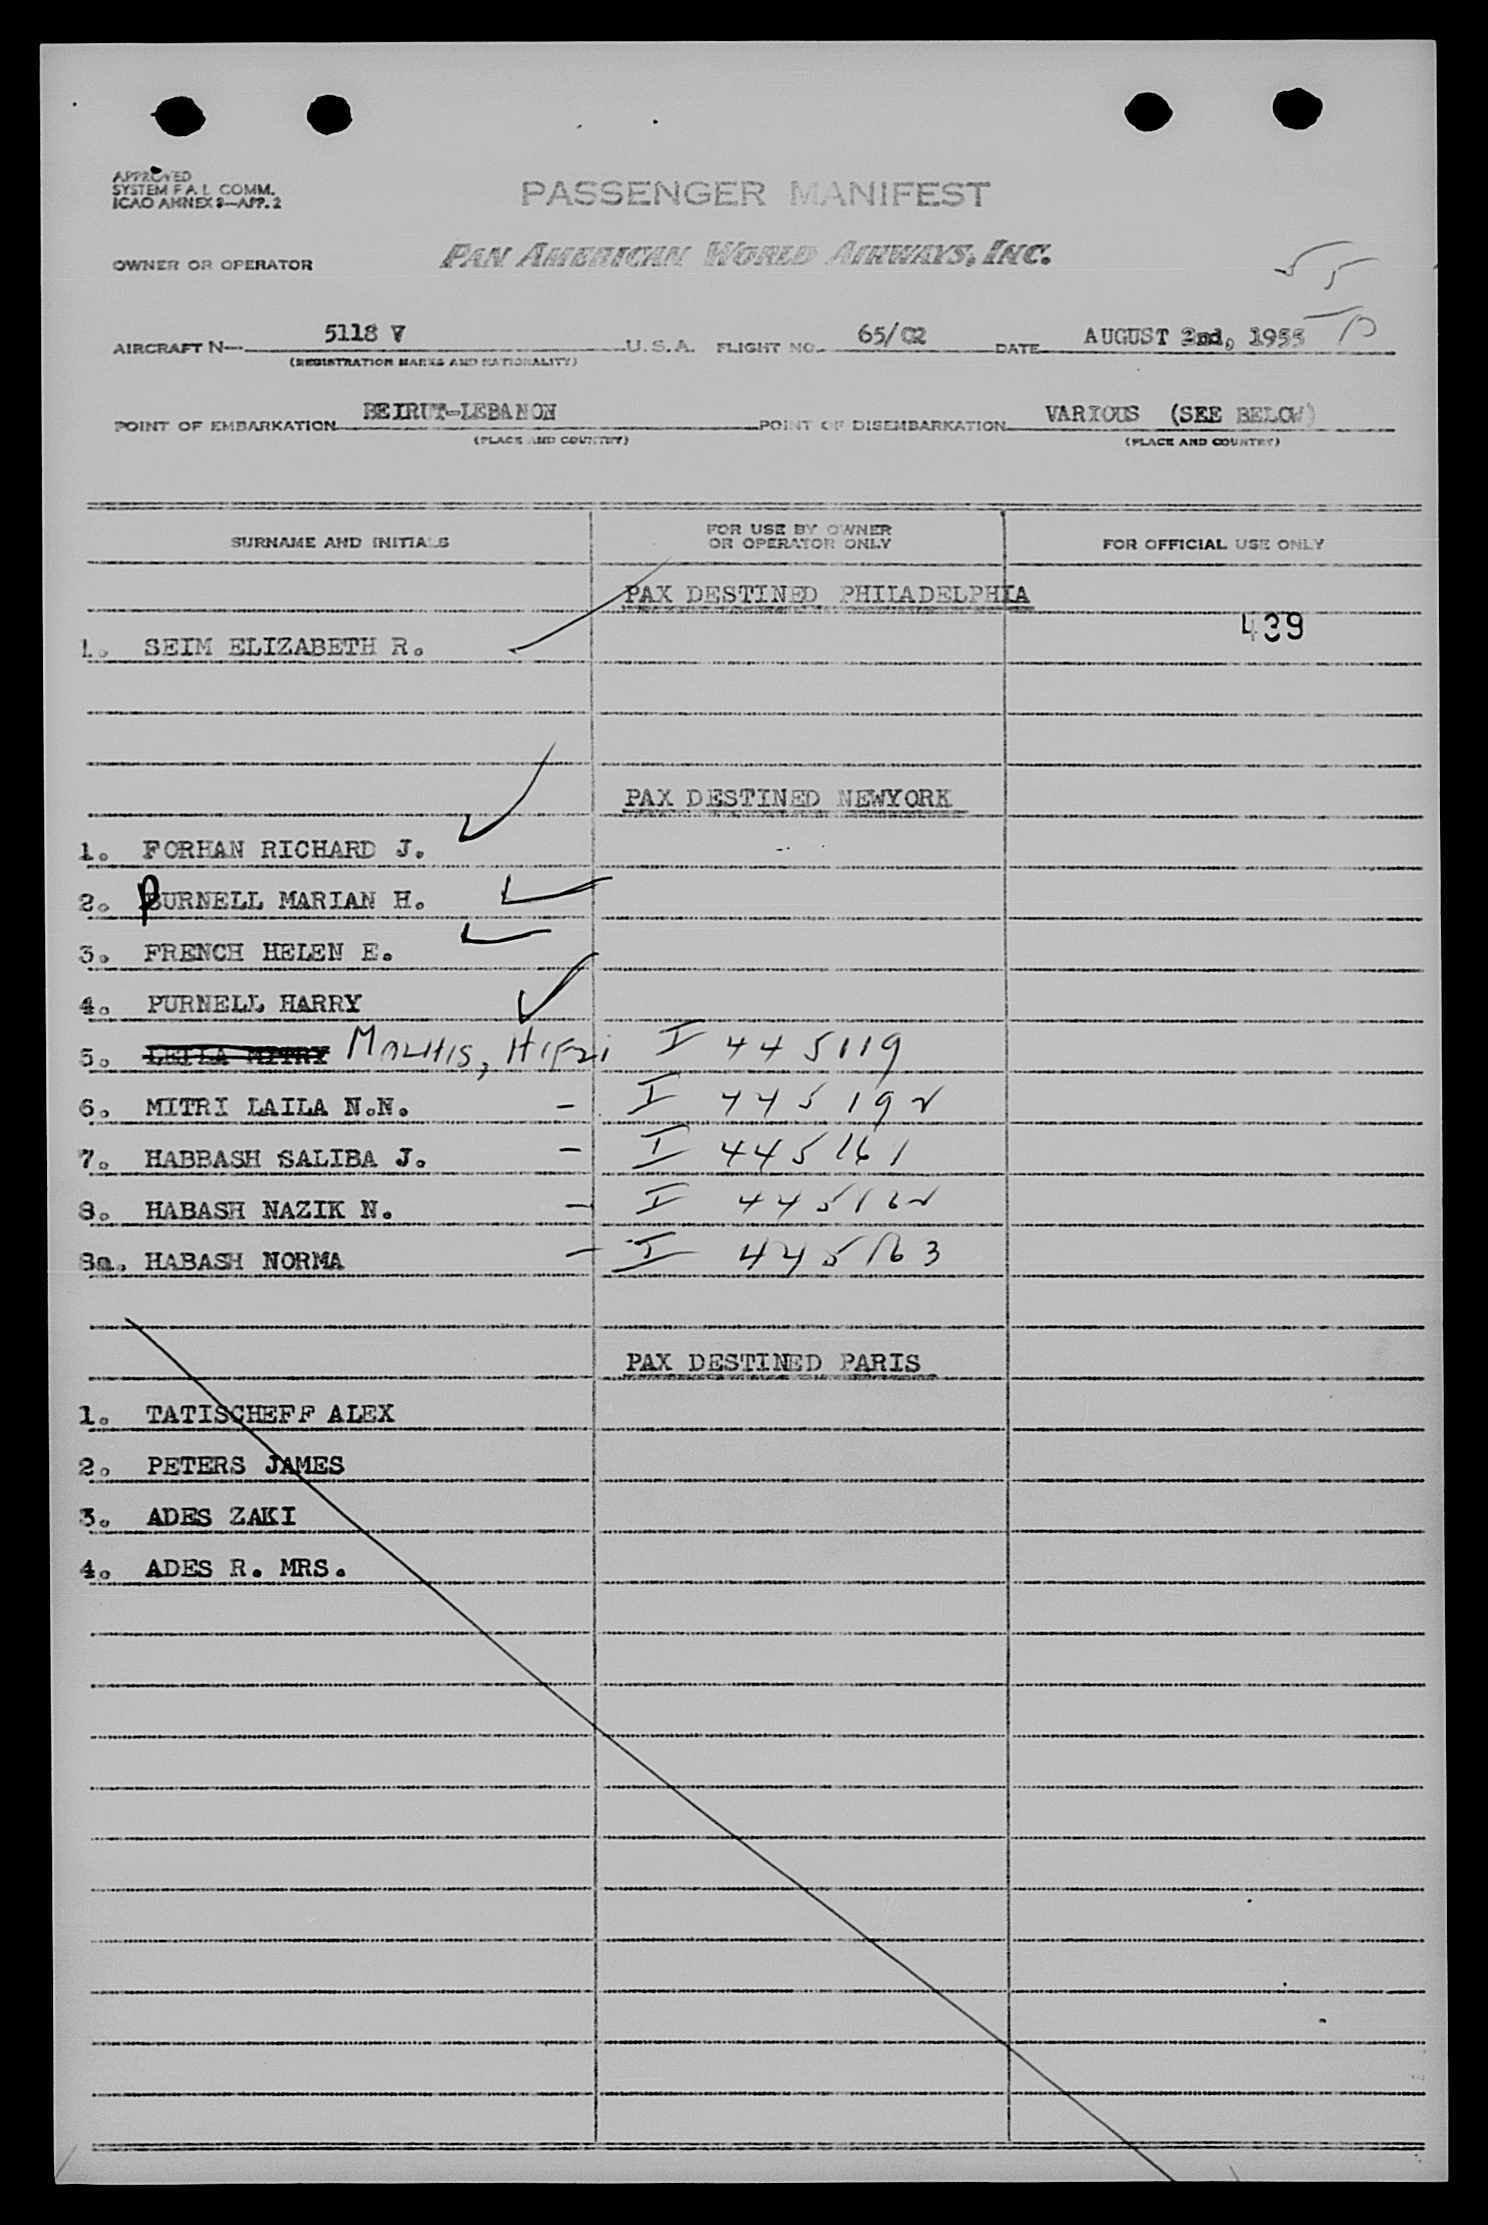 APPROVED
SYSTEM F.A.L. COMM.
ICAO ANNEX 9—APP. 2
PASSENGER MANIFEST
OWNER OR OPERATOR PAN AMERICAN WORLD AIRWAYS, INC.
55
AIRCRAFT N— 5118 V U.S.A. FLIGHT NO. 65/02 DATE AUGUST 2nd, 1955
(REGISTRATION MARKS AND NATIONALITY)
POINT OF EMBARKATION BEIRUT-LEBANON POINT OF DISEMBARKATION VARIOUS (SEE BELOW)
(PLACE AND COUNTRY) (PLACE AND COUNTRY)
SURNAME AND INITIALS FOR USE BY OWNER OR OPERATOR ONLY FOR OFFICIAL USE ONLY
PAX DESTINED PHILADELPHIA
439
1. SEIM ELIZABETH R.
PAX DESTINED NEWYORK
1. FORHAN RICHARD J.
2. PURNELL MARIAN H.
3. FRENCH HELEN E.
4. PURNELL HARRY
5. LEILA MITRY I 445119
6. MITRI LAILA N.N. - I 445192
7. HABBASH SALIBA J. - I 445161
8. HABASH NAZIK N. - I 445162
8a. HABASH NORMA - I 445163
PAX DESTINED PARIS
1. TATISCHEFF ALEX
2. PETERS JAMES
3. ADES ZAKI
4. ADES R. MRS.